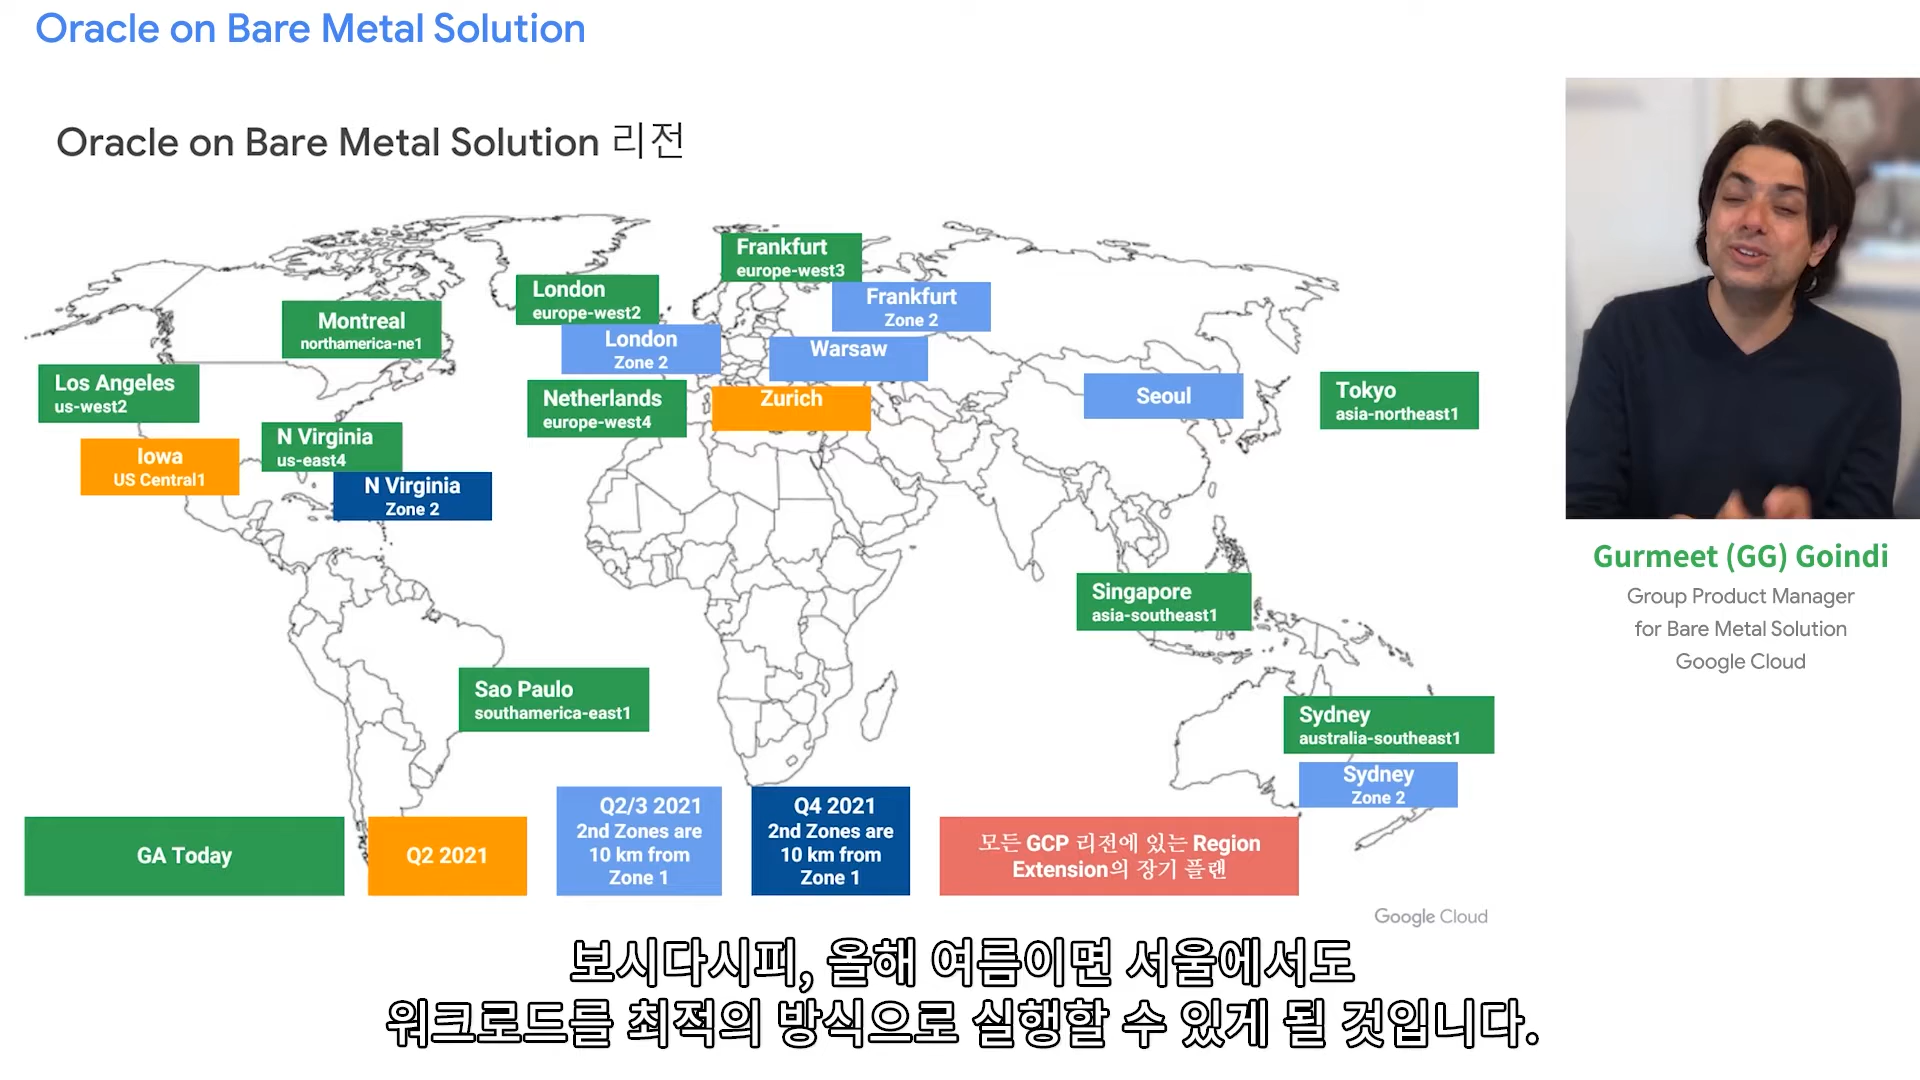 Oracle on Bare Metal Solution
Oracle on Bare Metal Solution 리전
Frankfurt
europe-west3
London
europe-west2
Frankfurt
Zone 2
Montreal
northamerica-ne1
London
Zone 2
Warsaw
Los Angeles
us-west2
Netherlands
europe-west4
Zurich
Seoul
Tokyo
asia-northeast1
N Virginia
us-east4
Iowa
US Central1
N Virginia
Zone 2
Singapore
asia-southeast1
Sao Paulo
southamerica-east1
Sydney
australia-southeast1
Sydney
Zone 2
GA Today
Q2 2021
Q2/3 2021
2nd Zones are
10 km from
Zone 1
Q4 2021
2nd Zones are
10 km from
Zone 1
모든 GCP 리전에 있는 Region
Extension의 장기 플랜
Google Cloud
Gurmeet (GG) Goindi
Group Product Manager
for Bare Metal Solution
Google Cloud
보시다시피, 올해 여름이면 서울에서도
워크로드를 최적의 방식으로 실행할 수 있게 될 것입니다.